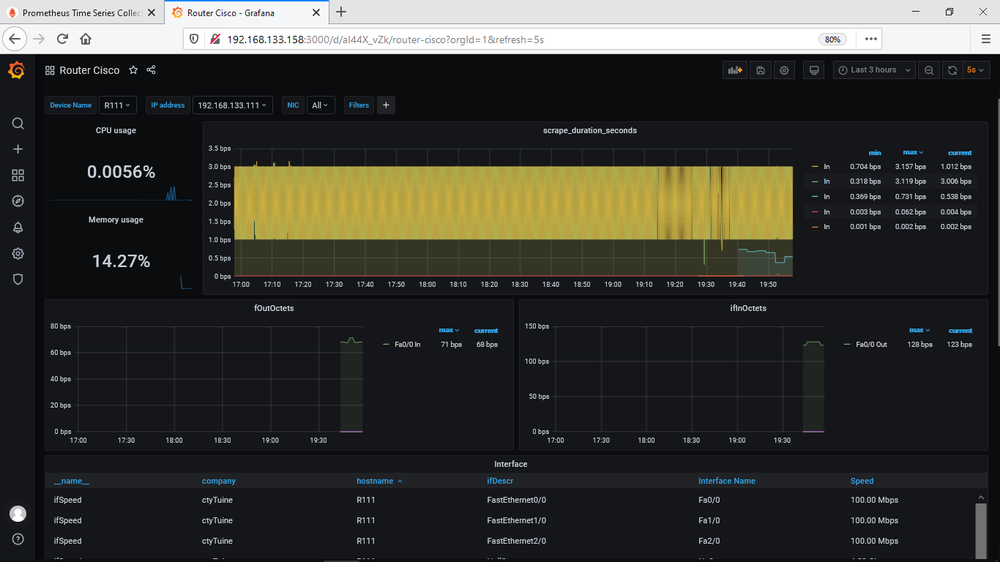 Prometheus Time Series Collec
Router Cisco - Grafana
192.168.133.158:3000/d/aI44X_vZk/router-cisco?orgId=1&refresh=5s
80%
Router Cisco
Last 3 hours
5s
Device Name R111 IP address 192.168.133.111 NIC All Filters +
CPU usage
0.0056%
Memory usage
14.27%
scrape_duration_seconds
3.5 bps
3.0 bps
2.5 bps
2.0 bps
1.5 bps
1.0 bps
0.5 bps
0 bps
17:00 17:10 17:20 17:30 17:40 17:50 18:00 18:10 18:20 18:30 18:40 18:50 19:00 19:10 19:20 19:30 19:40 19:50
min max current
In 0.704 bps 3.157 bps 1.012 bps
In 0.318 bps 3.119 bps 3.006 bps
In 0.369 bps 0.731 bps 0.538 bps
In 0.003 bps 0.062 bps 0.004 bps
In 0.001 bps 0.002 bps 0.002 bps
fOutOctets
80 bps
60 bps
40 bps
20 bps
0 bps
17:00 17:30 18:00 18:30 19:00 19:30
max current
Fa0/0 In 71 bps 68 bps
ifInOctets
150 bps
100 bps
50 bps
0 bps
17:00 17:30 18:00 18:30 19:00 19:30
max current
Fa0/0 Out 128 bps 123 bps
Interface
__name__ company hostname ifDescr Interface Name Speed
ifSpeed ctyTuine R111 FastEthernet0/0 Fa0/0 100.00 Mbps
ifSpeed ctyTuine R111 FastEthernet1/0 Fa1/0 100.00 Mbps
ifSpeed ctyTuine R111 FastEthernet2/0 Fa2/0 100.00 Mbps